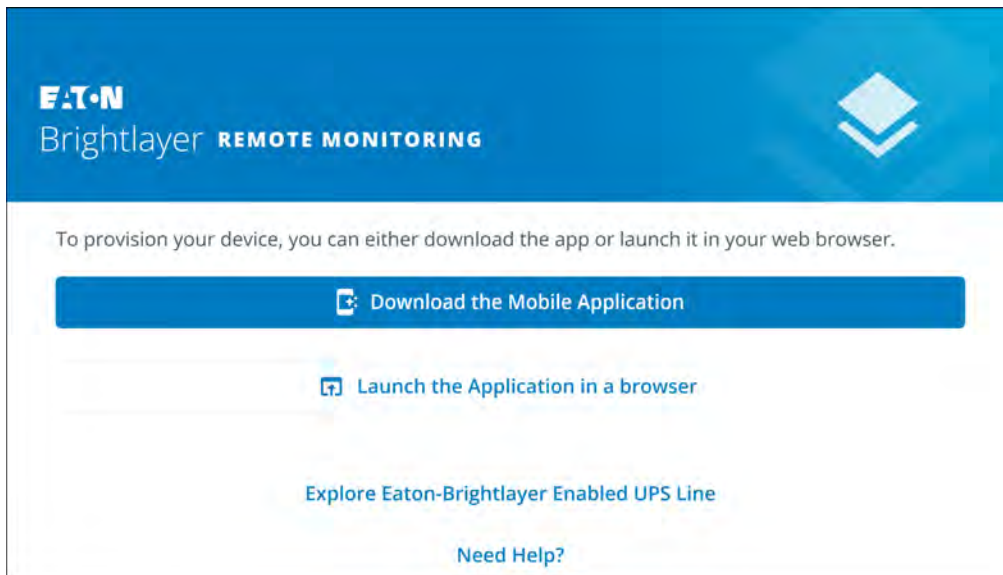 EATON
Brightlayer REMOTE MONITORING
To provision your device, you can either download the app or launch it in your web browser.
Download the Mobile Application
Launch the Application in a browser
Explore Eaton-Brightlayer Enabled UPS Line
Need Help?